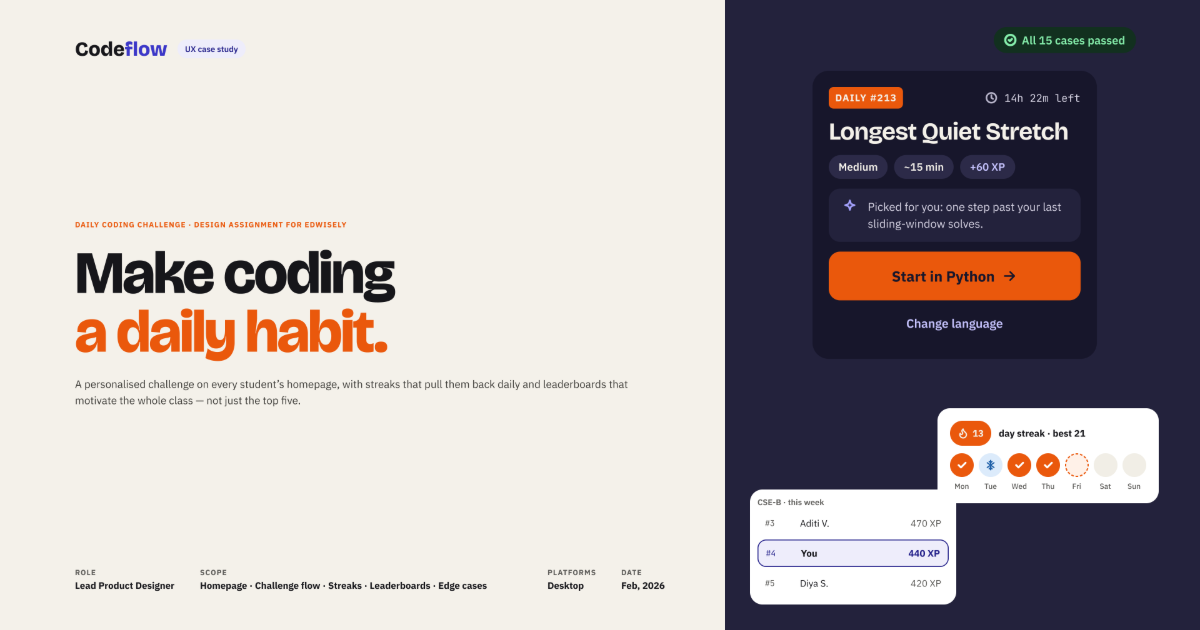 Codeflow
UX case study
DAILY CODING CHALLENGE · DESIGN ASSIGNMENT FOR EDWISELY
Make coding
a daily habit.
A personalised challenge on every student’s homepage, with streaks that pull them back daily and leaderboards that
motivate the whole class — not just the top five.
ROLE
Lead Product Designer
SCOPE
Homepage · Challenge flow · Streaks · Leaderboards · Edge cases
PLATFORMS
Desktop
DATE
Feb, 2026
All 15 cases passed
DAILY #213
14h 22m left
Longest Quiet Stretch
Medium
~15 min
+60 XP
Picked for you: one step past your last
sliding-window solves.
Start in Python →
Change language
13 day streak · best 21
Mon Tue Wed Thu Fri Sat Sun
CSE-B · this week
#3 Aditi V. 470 XP
#4 You 440 XP
#5 Diya S. 420 XP